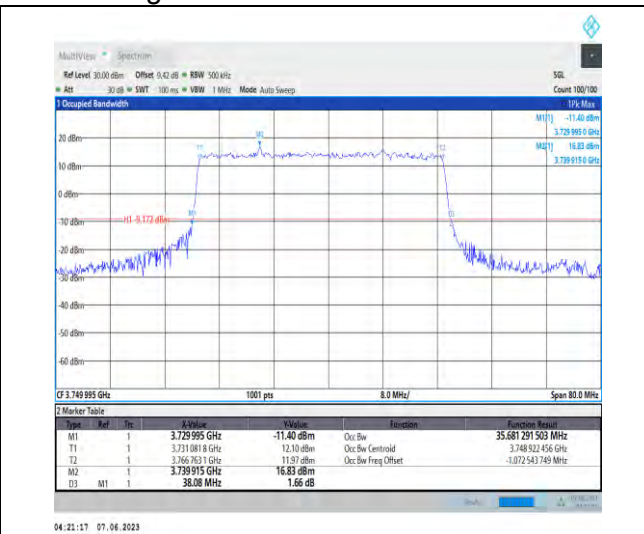 MultiView Spectrum
Ref Level 30.00 dBm Offset 9.42 dB RBW 500 kHz SGL
Att 30 dB SWT 100 ms VBW 1 MHz Mode Auto Sweep Count 100/100
1 Occupied Bandwidth 1Pk Max
M1[1] -11.40 dBm
3.729 995 0 GHz
M2[1] 16.83 dBm
3.739 915 0 GHz
M2
T1
T2
20 dBm
10 dBm
0 dBm
-10 dBm
H1 -9.172 dBm
M1
D3
-20 dBm
-30 dBm
-40 dBm
-50 dBm
-60 dBm
CF 3.749 995 GHz 1001 pts 8.0 MHz/ Span 80.0 MHz
2 Marker Table
Type Ref Trc X-Value Y-Value Function Function Result
M1 1 3.729 995 GHz -11.40 dBm Occ Bw 35.681 291 503 MHz
T1 1 3.731 081 8 GHz 12.10 dBm Occ Bw Centroid 3.748 922 456 GHz
T2 1 3.766 763 1 GHz 11.97 dBm Occ Bw Freq Offset -1.072 543 749 MHz
M2 1 3.739 915 GHz 16.83 dBm
D3 M1 1 38.08 MHz 1.66 dB
04:21:17 07.06.2023